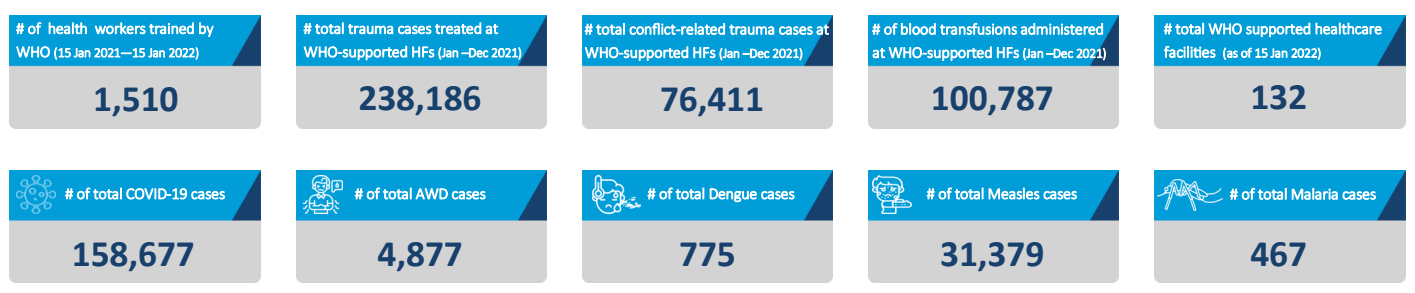 # of health workers trained by
WHO (15 Jan 2021—15 Jan 2022)
1,510
# total trauma cases treated at
WHO-supported HFs (Jan –Dec 2021)
238,186
# total conflict-related trauma cases at
WHO-supported HFs (Jan –Dec 2021)
76,411
# of blood transfusions administered
at WHO-supported HFs (Jan –Dec 2021)
100,787
# total WHO supported healthcare
facilities (as of 15 Jan 2022)
132
# of total COVID-19 cases
158,677
# of total AWD cases
4,877
# of total Dengue cases
775
# of total Measles cases
31,379
# of total Malaria cases
467